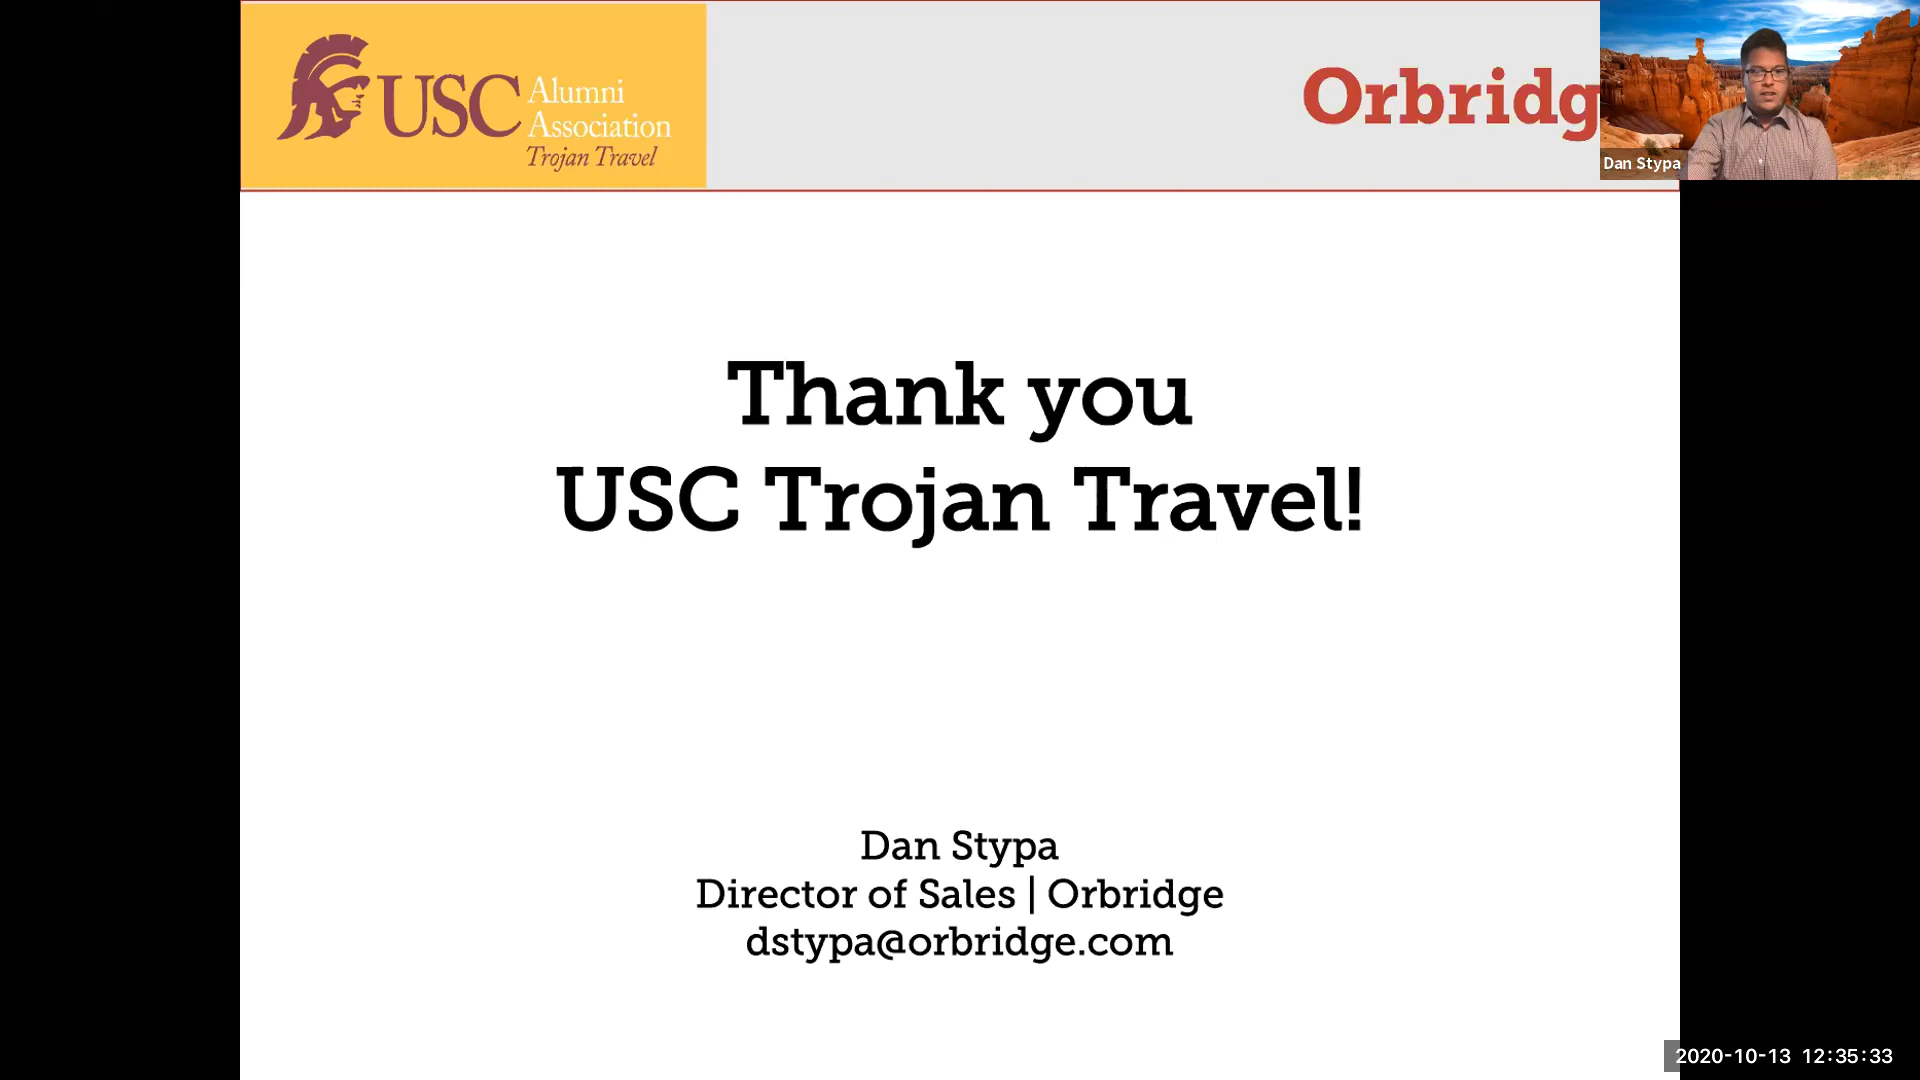 USC Alumni
Association
Trojan Travel
Orbridg
Dan Stypa
Thank you
USC Trojan Travel!
Dan Stypa
Director of Sales | Orbridge
dstypa@orbridge.com
2020-10-13 12:35:33